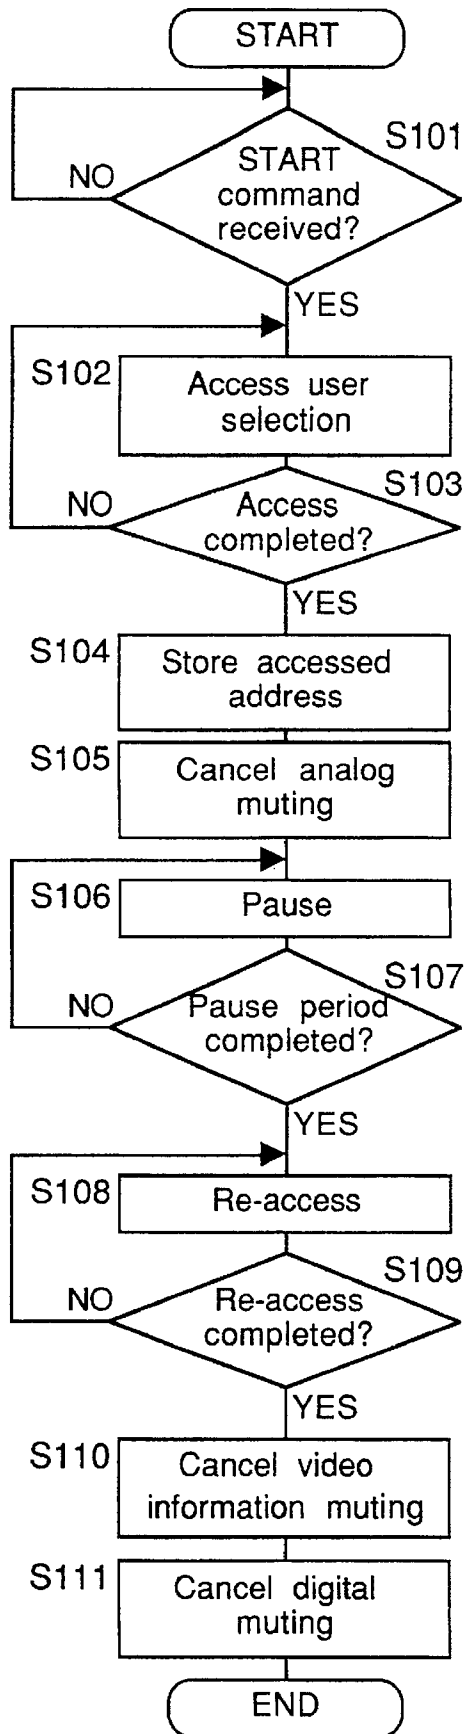 START
S101
START
command
received?
NO
YES
S102
Access user
selection
S103
Access
completed?
NO
YES
S104
Store accessed
address
S105
Cancel analog
muting
S106
Pause
S107
Pause period
completed?
NO
YES
S108
Re-access
S109
Re-access
completed?
NO
YES
S110
Cancel video
information muting
S111
Cancel digital
muting
END